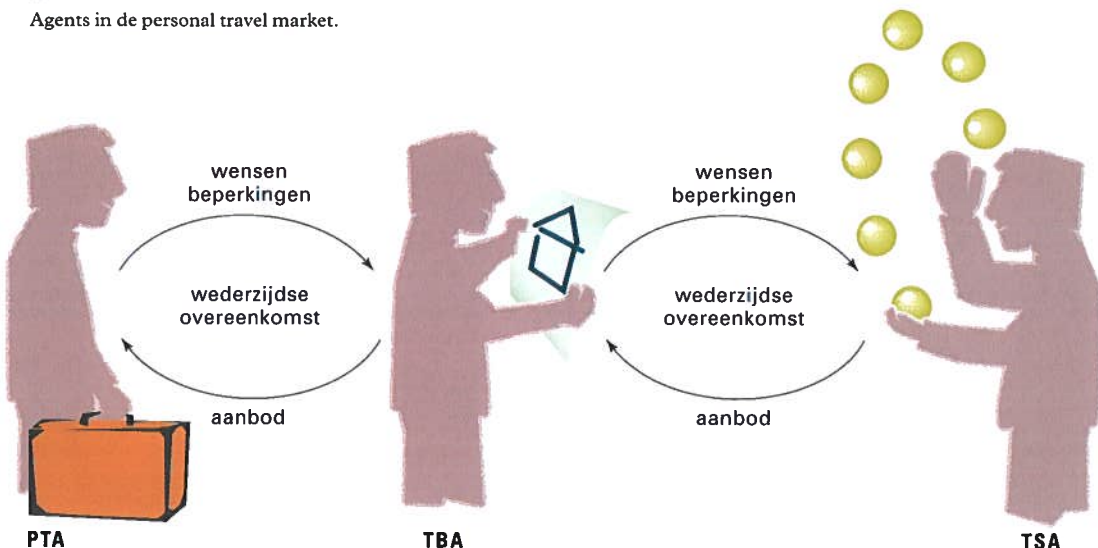 Agents in de personal travel market.
wensen
beperkingen
wederzijdse
overeenkomst
aanbod
wensen
beperkingen
wederzijdse
overeenkomst
aanbod
PTA
TBA
TSA